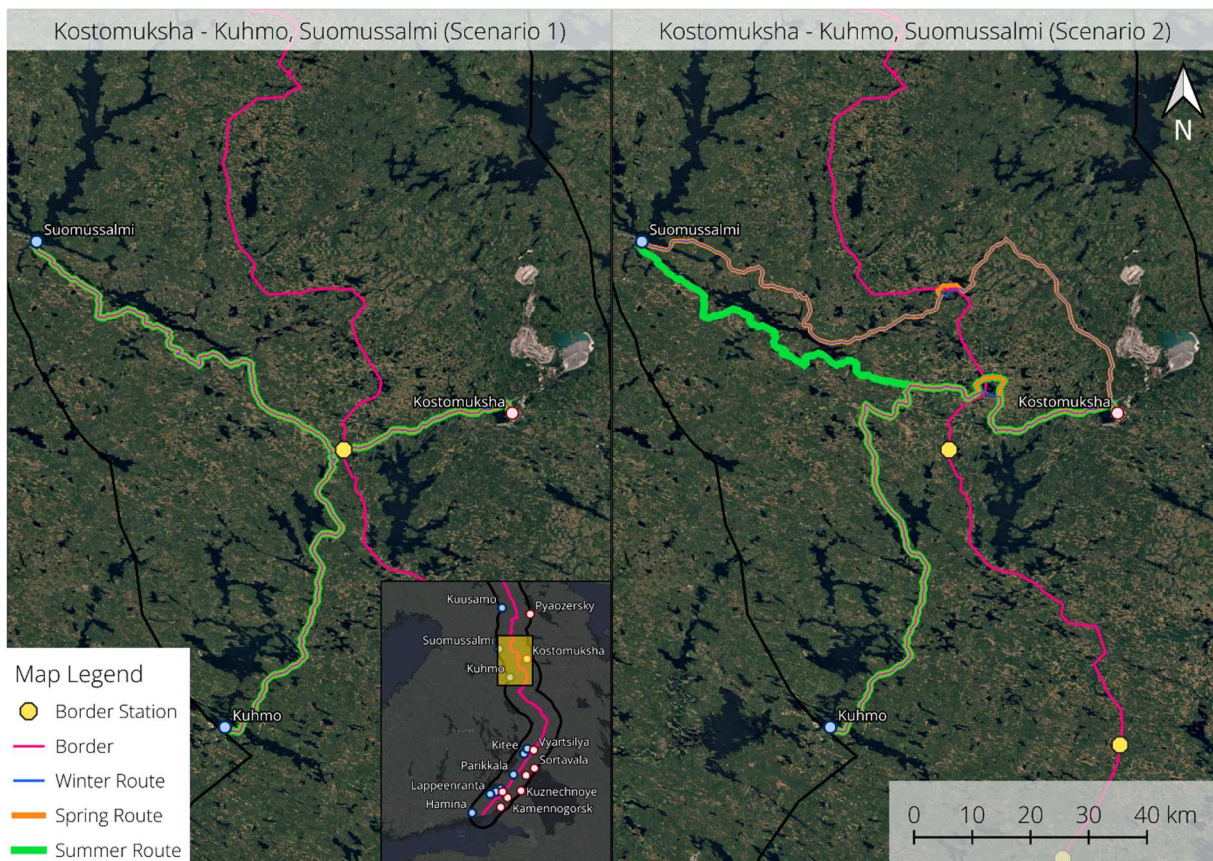 Kostomuksha - Kuhmo, Suomussalmi (Scenario 1)
Kostomuksha - Kuhmo, Suomussalmi (Scenario 2)
N
Suomussalmi
Kostomuksha
Kuhmo
Suomussalmi
Kostomuksha
Kuhmo
Kuusamo
Pyaozersky
Suomussalmi
Kostomuksha
Kuhmo
Kitee
Vyartsilya
Sortavala
Parikkala
Lappeenranta
Kuznechnoye
Hamina
Kamennogorsk
Map Legend
Border Station
Border
Winter Route
Spring Route
Summer Route
0 10 20 30 40 km